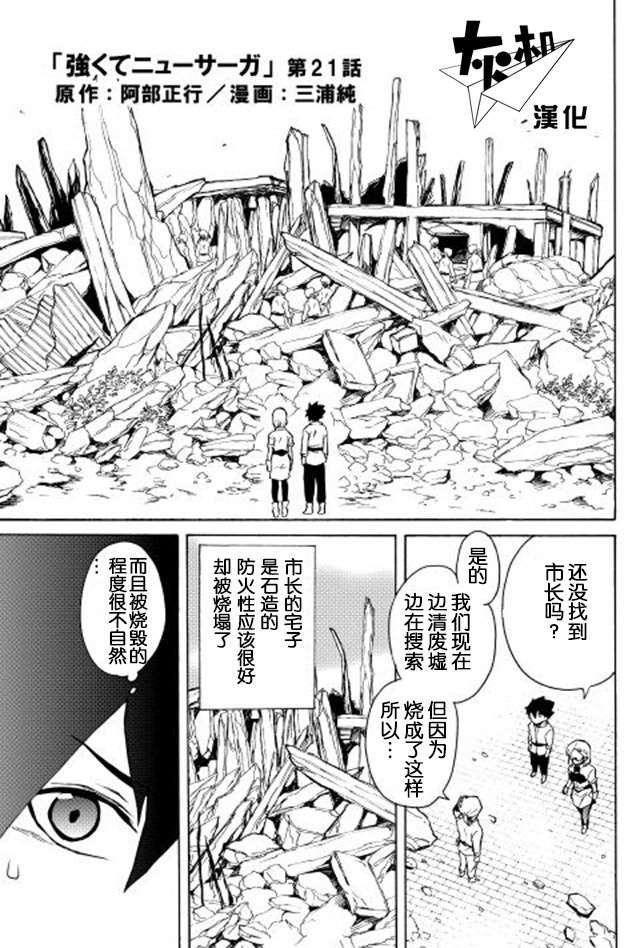 「強くてニューサーガ」 第21話
原作：阿部正行／漫画：三浦純
大火机
漢化
还没找到
市长吗？
是的
我们现在
边清废墟
边在搜索
但因为
烧成了这样
所以…
市长的宅子
是石造的
防火性应该很好
却被烧塌了
而且被烧毁的
程度很不自然
…